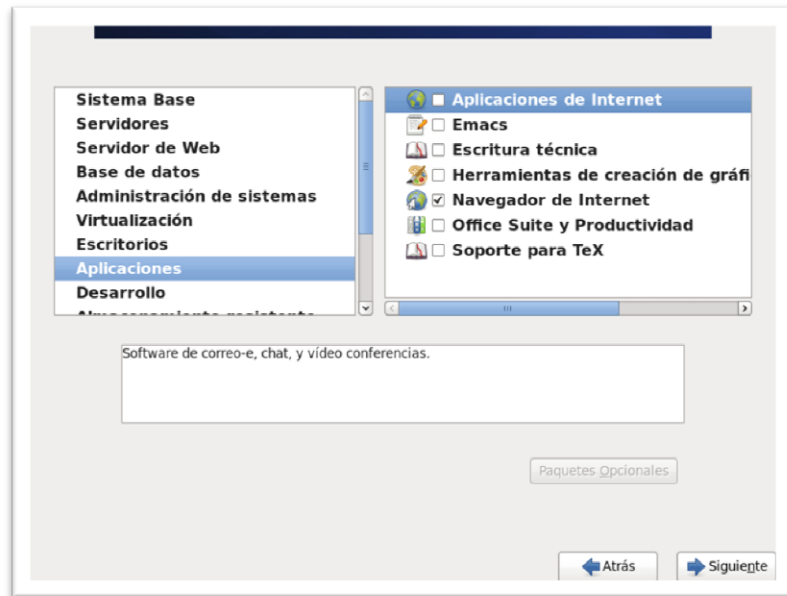 Sistema Base
Servidores
Servidor de Web
Base de datos
Administración de sistemas
Virtualización
Escritorios
Aplicaciones
Desarrollo
Aplicaciones de Internet
Emacs
Escritura técnica
Herramientas de creación de gráfi
Navegador de Internet
Office Suite y Productividad
Soporte para TeX
Software de correo-e, chat, y vídeo conferencias.
Paquetes Opcionales
Atrás
Siguiente